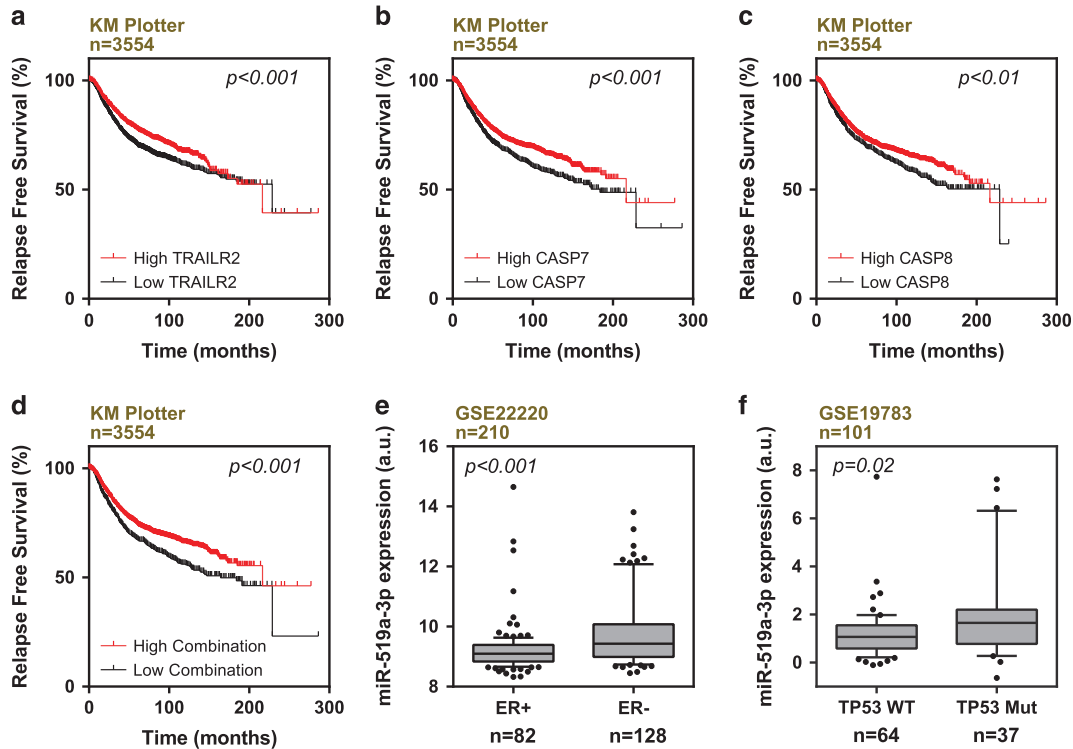 a
KM Plotter
n=3554
p<0.001
Relapse Free Survival (%)
100
50
0
High TRAILR2
Low TRAILR2
0 100 200 300
Time (months)
b
KM Plotter
n=3554
p<0.001
Relapse Free Survival (%)
100
50
0
High CASP7
Low CASP7
0 100 200 300
Time (months)
c
KM Plotter
n=3554
p<0.01
Relapse Free Survival (%)
100
50
0
High CASP8
Low CASP8
0 100 200 300
Time (months)
d
KM Plotter
n=3554
p<0.001
Relapse Free Survival (%)
100
50
0
High Combination
Low Combination
0 100 200 300
Time (months)
e
GSE22220
n=210
p<0.001
miR-519a-3p expression (a.u.)
16
14
12
10
8
ER+ ER-
n=82 n=128
f
GSE19783
n=101
p=0.02
miR-519a-3p expression (a.u.)
8
6
4
2
0
TP53 WT TP53 Mut
n=64 n=37